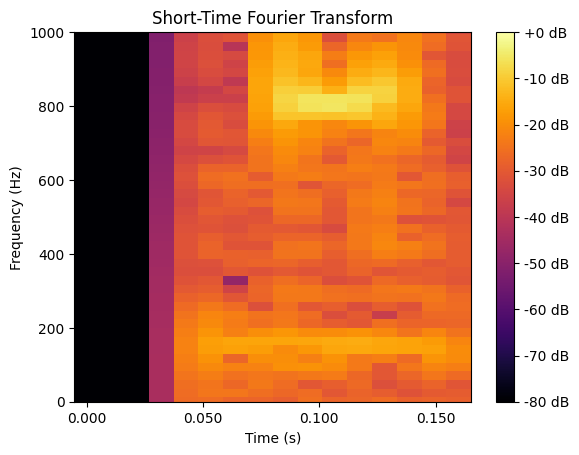 Short-Time Fourier Transform
1000
800
600
400
200
0
Frequency (Hz)
0.000
0.050
0.100
0.150
Time (s)
+0 dB
-10 dB
-20 dB
-30 dB
-40 dB
-50 dB
-60 dB
-70 dB
-80 dB